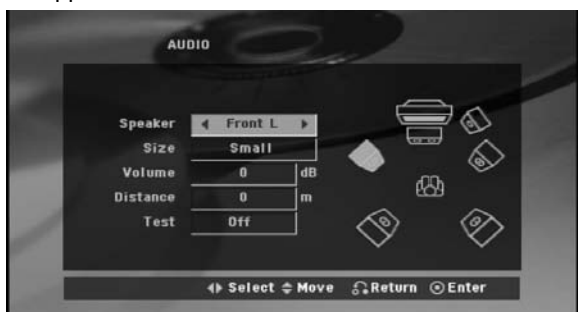 AUDIO
Speaker Front L
Size Small
Volume 0 dB
Distance 0 m
Test Off
Select Move Return Enter